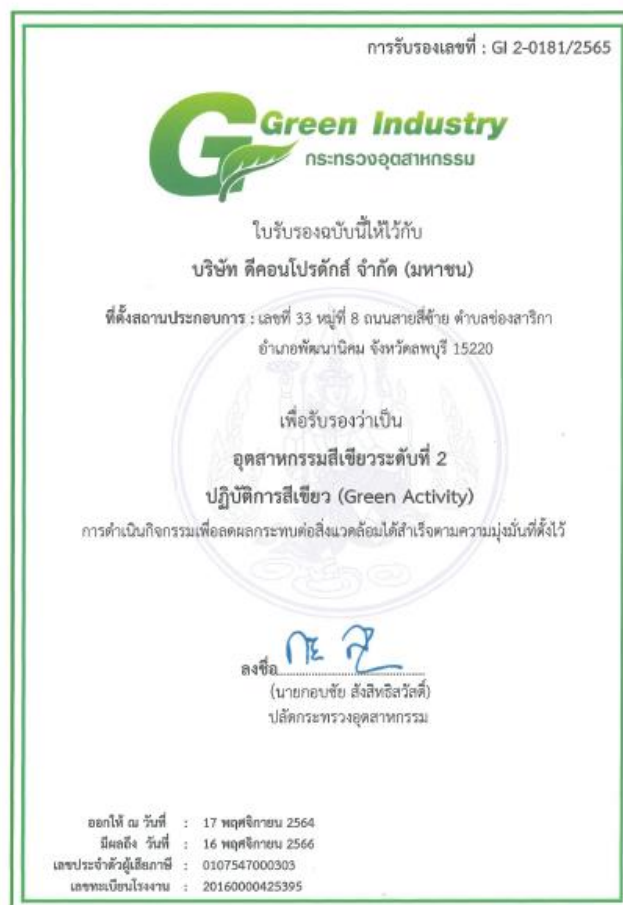 การรับรองเลขที่ : GI 2-0181/2565
Green Industry
กระทรวงอุตสาหกรรม
ใบรับรองฉบับนี้ให้ไว้กับ
บริษัท ดีคอนโปรดักส์ จำกัด (มหาชน)
ที่ตั้งสถานประกอบการ : เลขที่ 33 หมู่ที่ 8 ถนนสายสี่ซ้าย ตำบลช่องสาริกา
อำเภอพัฒนานิคม จังหวัดลพบุรี 15220
เพื่อรับรองว่าเป็น
อุตสาหกรรมสีเขียวระดับที่ 2
ปฏิบัติการสีเขียว (Green Activity)
การดำเนินกิจกรรมเพื่อลดผลกระทบต่อสิ่งแวดล้อมได้สำเร็จตามความมุ่งมั่นที่ตั้งไว้
ลงชื่อ
(นายกอบชัย สังสิทธิสวัสดิ์)
ปลัดกระทรวงอุตสาหกรรม
ออกให้ ณ วันที่ : 17 พฤศจิกายน 2564
มีผลถึง วันที่ : 16 พฤศจิกายน 2566
เลขประจำตัวผู้เสียภาษี : 0107547000303
เลขทะเบียนโรงงาน : 20160000425395